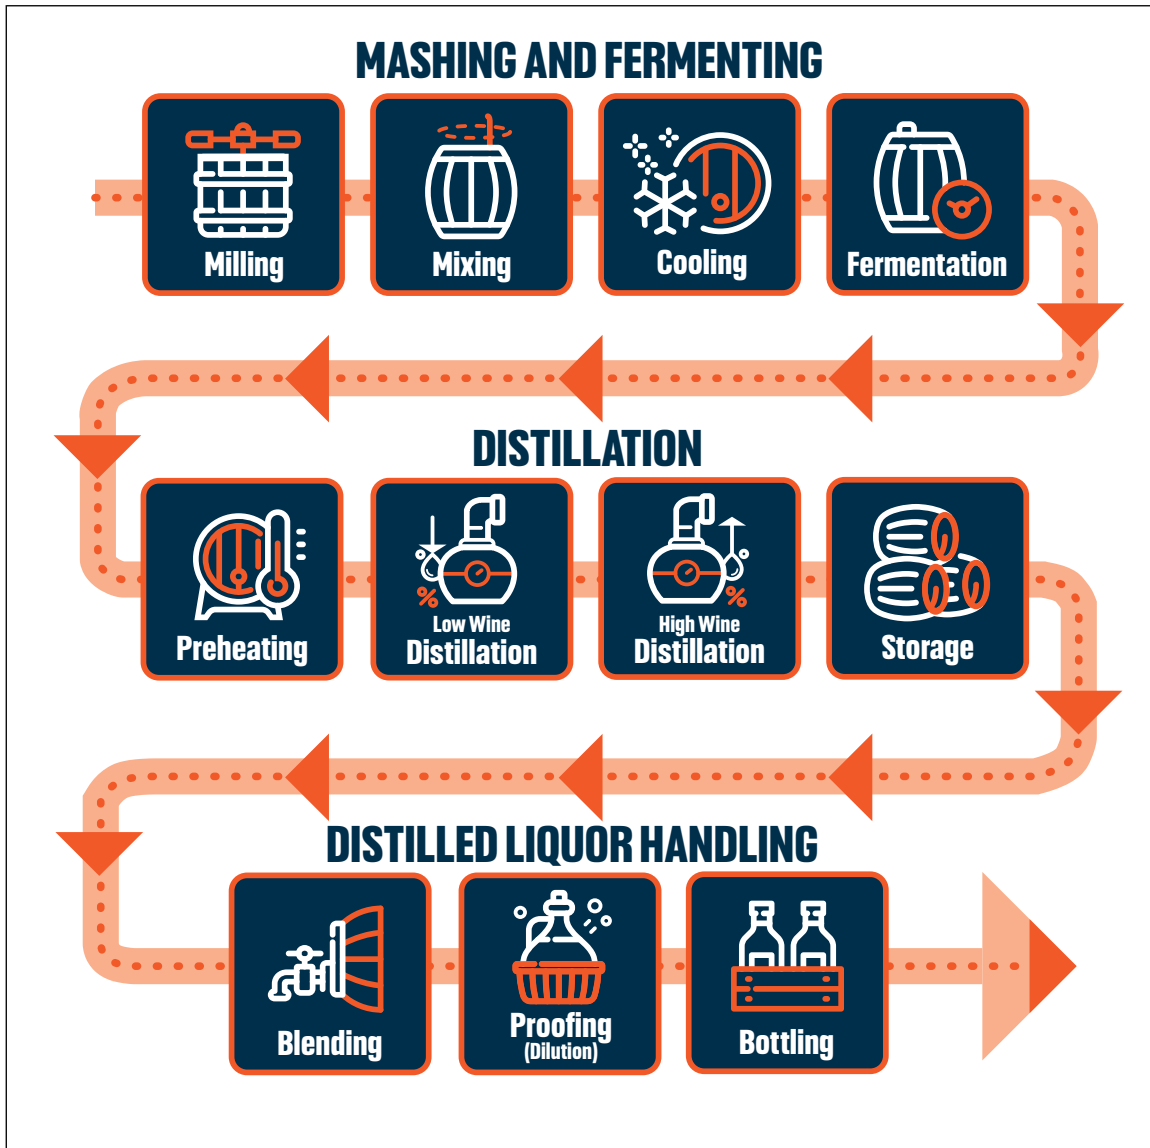 MASHING AND FERMENTING
Milling
Mixing
Cooling
Fermentation
DISTILLATION
Preheating
Low Wine
Distillation
%
High Wine
Distillation
%
Storage
DISTILLED LIQUOR HANDLING
Blending
Proofing
(Dilution)
Bottling